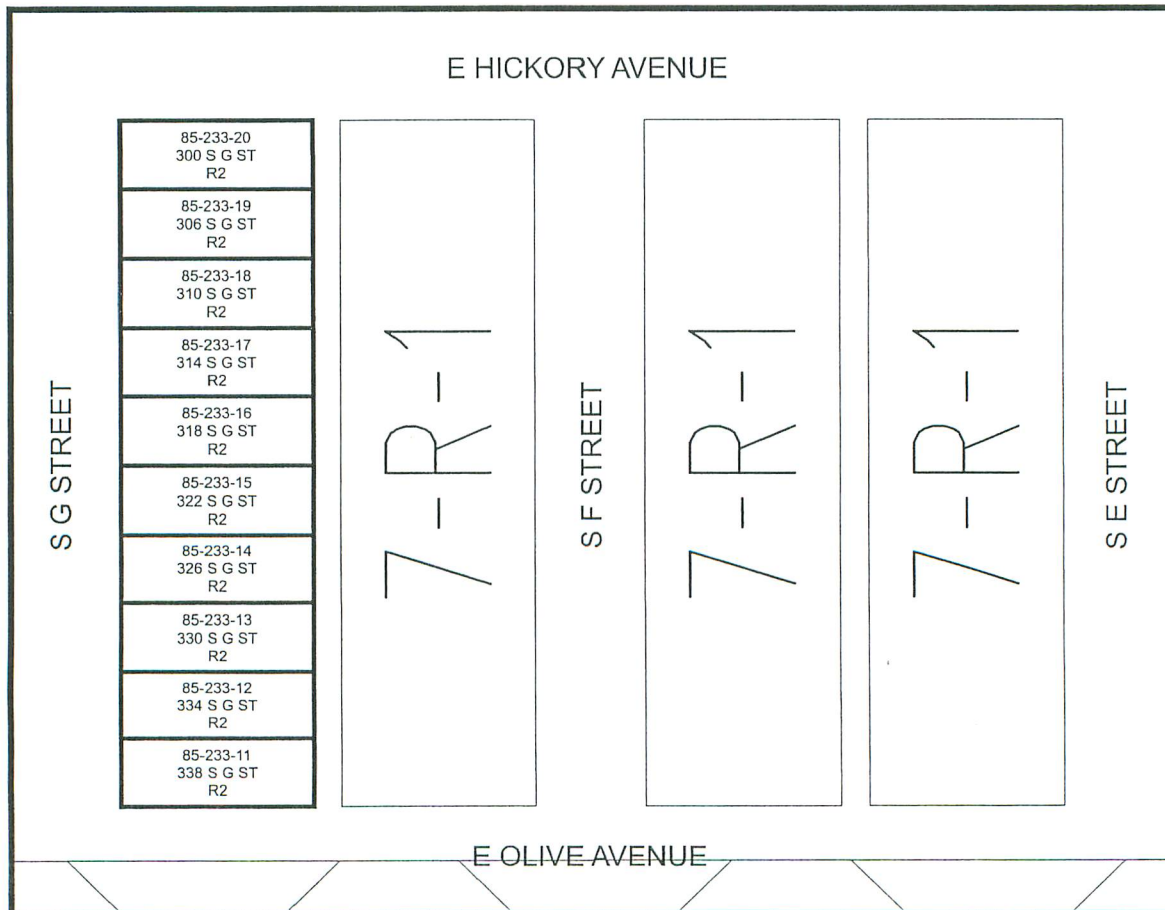 E HICKORY AVENUE
85-233-20
300 S G ST
R2
85-233-19
306 S G ST
R2
85-233-18
310 S G ST
R2
85-233-17
314 S G ST
R2
85-233-16
318 S G ST
R2
85-233-15
322 S G ST
R2
85-233-14
326 S G ST
R2
85-233-13
330 S G ST
R2
85-233-12
334 S G ST
R2
85-233-11
338 S G ST
R2
S G STREET
7-R-1
S F STREET
7-R-1
7-R-1
S E STREET
E OLIVE AVENUE